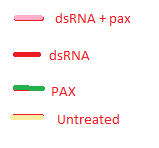 dsRNA + pax
dsRNA
PAX
Untreated